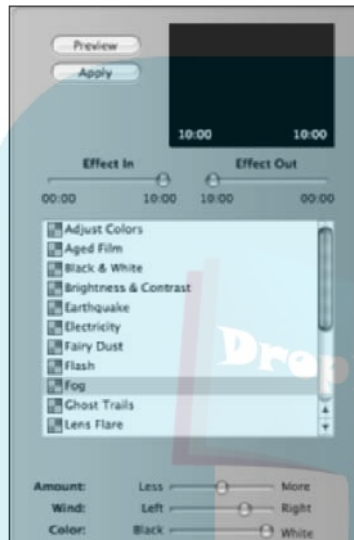 Preview
Apply
10:00 10:00
Effect In Effect Out
00:00 10:00 10:00 00:00
Adjust Colors
Aged Film
Black & White
Brightness & Contrast
Earthquake
Electricity
Fairy Dust
Flash
Fog
Ghost Trails
Lens Flare
Drop
Amount: Less More
Wind: Left Right
Color: Black White